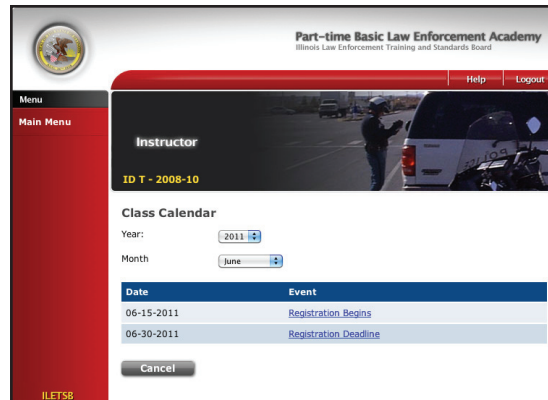 Part-time Basic Law Enforcement Academy
Illinois Law Enforcement Training and Standards Board
Help Logout
Menu
Main Menu
Instructor
ID T - 2008-10
Class Calendar
Year: 2011
Month June
Date Event
06-15-2011 Registration Begins
06-30-2011 Registration Deadline
Cancel
ILETSB